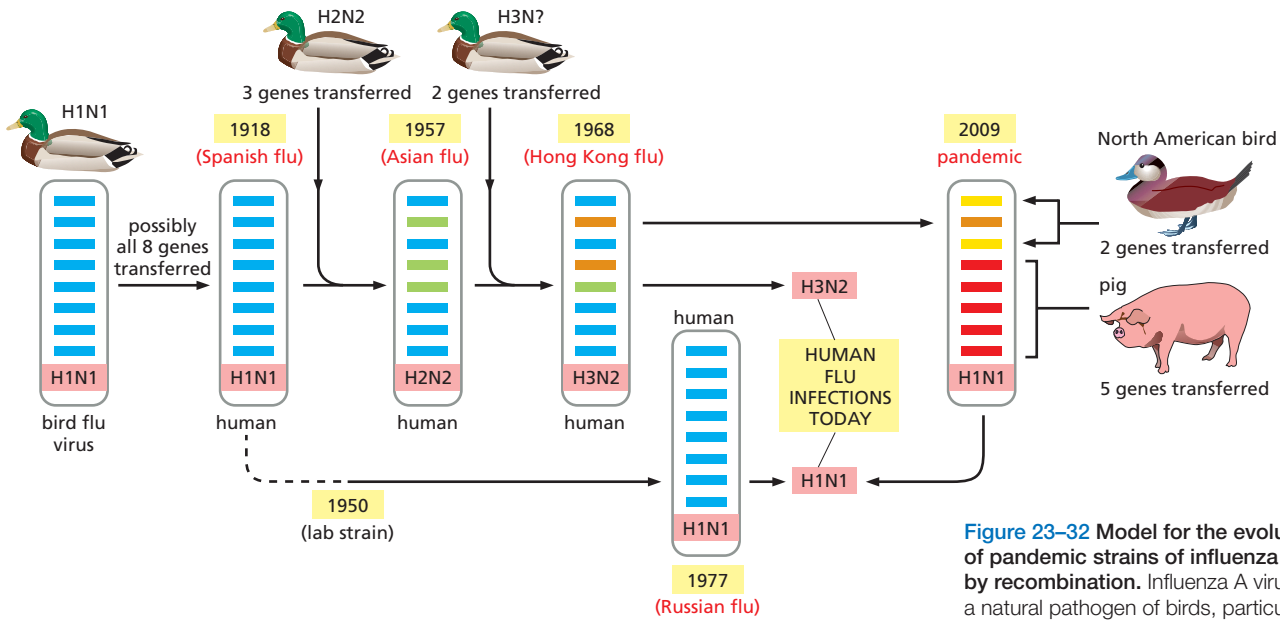 H1N1
H2N2
3 genes transferred
H3N?
2 genes transferred
1918
(Spanish flu)
1957
(Asian flu)
1968
(Hong Kong flu)
2009
pandemic
North American bird
2 genes transferred
possibly
all 8 genes
transferred
H1N1
bird flu
virus
H1N1
human
H2N2
human
H3N2
human
H3N2
HUMAN
FLU
INFECTIONS
TODAY
H1N1
human
H1N1
1977
(Russian flu)
1950
(lab strain)
H1N1
pig
5 genes transferred
Figure 23–32 Model for the evolu
of pandemic strains of influenza
by recombination. Influenza A viru
a natural pathogen of birds, particu